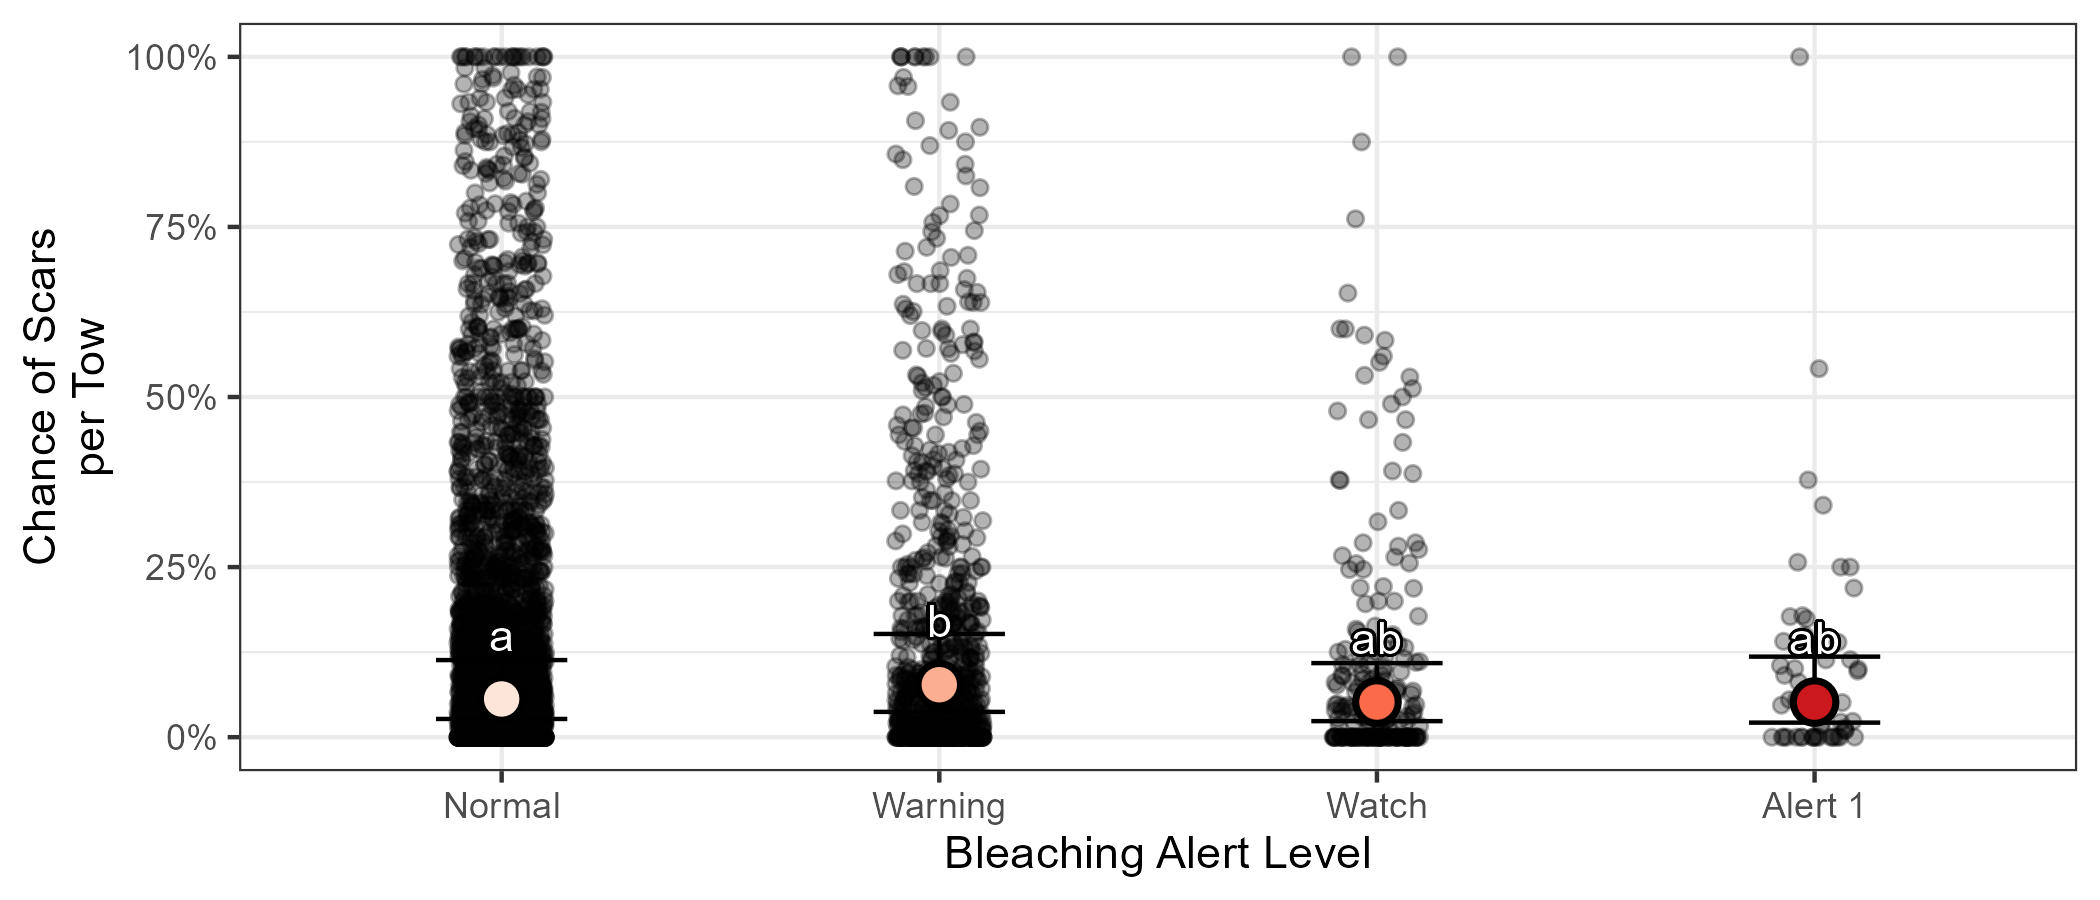 Chance of Scars
per Tow
100%
75%
50%
25%
0%
a
b
ab
ab
Normal
Warning
Watch
Alert 1
Bleaching Alert Level